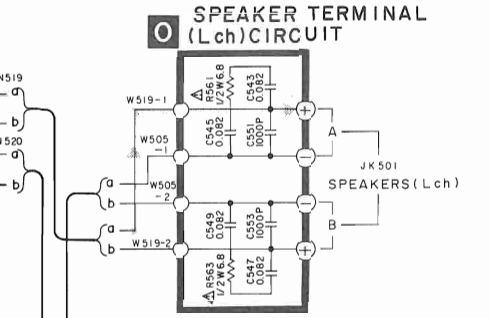 O SPEAKER TERMINAL
(Lch)CIRCUIT
N519
a
b
N520
a
b
W519-1
W505
-1
a
W505
b
-2
a
b
W519-2
R561
1/2W6.8
C543
0.082
C545
0.082
C551
1000P
C549
0.082
C553
1000P
R563
1/2W6.8
C547
0.082
+
−
−
+
A
B
JK501
SPEAKERS(Lch)